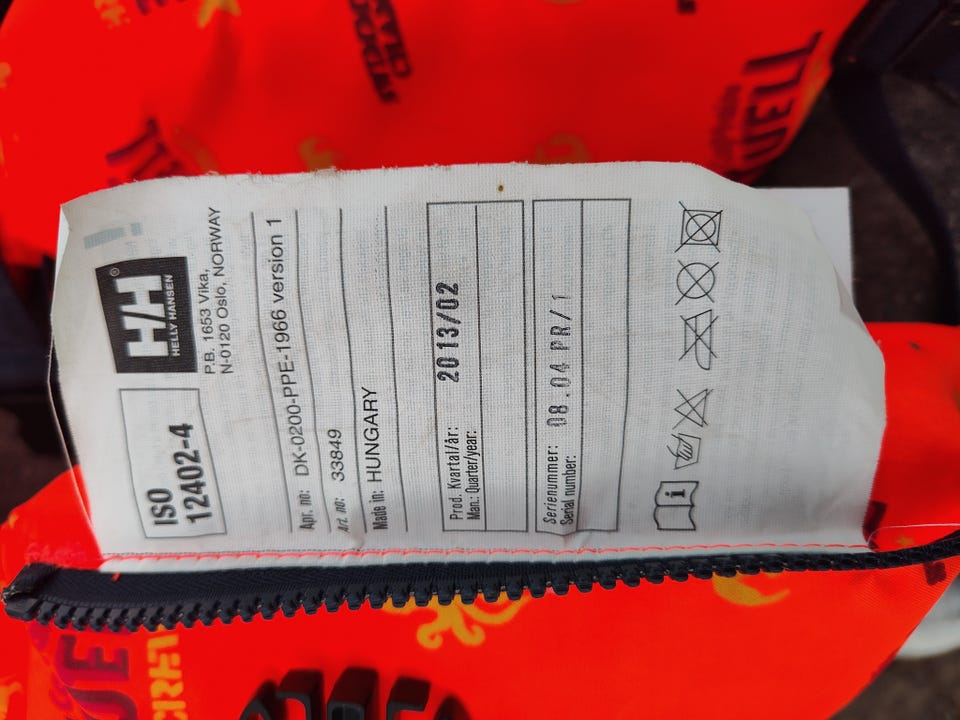 ISO
12402-4
H/H®
HELLY HANSEN
P.B. 1653 Vika,
N-0120 Oslo, NORWAY
Apr. no: DK-0200-PPE-1966 version 1
Art. no: 33849
Made in: HUNGARY
Prod. Kvartal/år: 2013/02
Man.: Quarter/year:
Serienummer: 08.04 PR/1
Serial number:
i